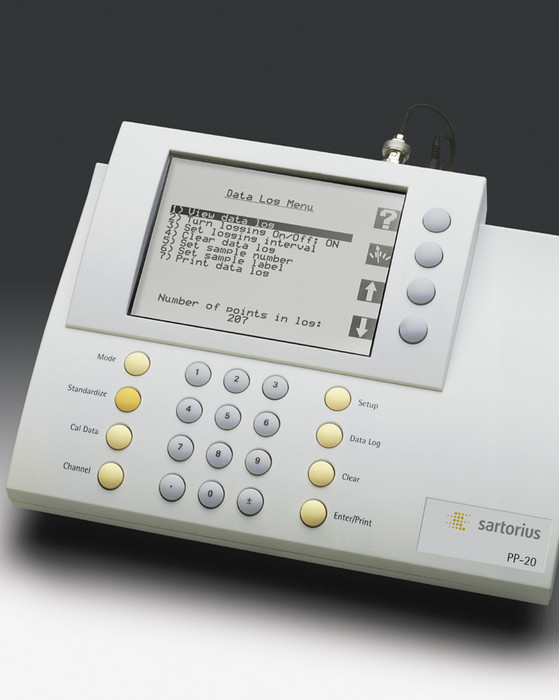 Data Log Menu
1) View data log
2) Turn logging On/Off: ON
3) Set logging interval
4) Clear data log
5) Set sample number
6) Set sample label
7) Print data log
?
Number of points in log:
207
Mode
Standardize
Cal Data
Channel
1 2 3
4 5 6
7 8 9
. 0 ±
Setup
Data Log
Clear
Enter/Print
sartorius
PP-20